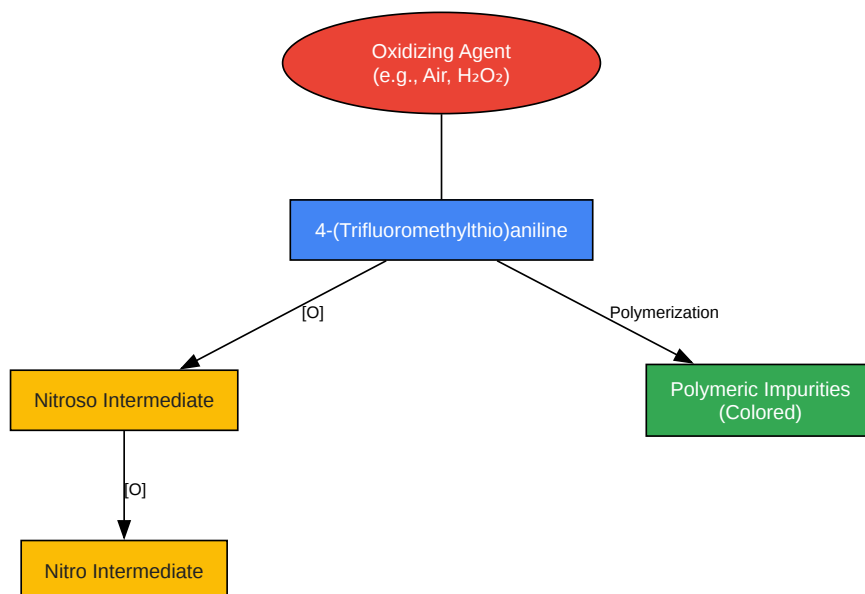 Oxidizing Agent
(e.g., Air, H₂O₂)
4-(Trifluoromethylthio)aniline
[O]
Polymerization
Nitroso Intermediate
Polymeric Impurities
(Colored)
[O]
Nitro Intermediate